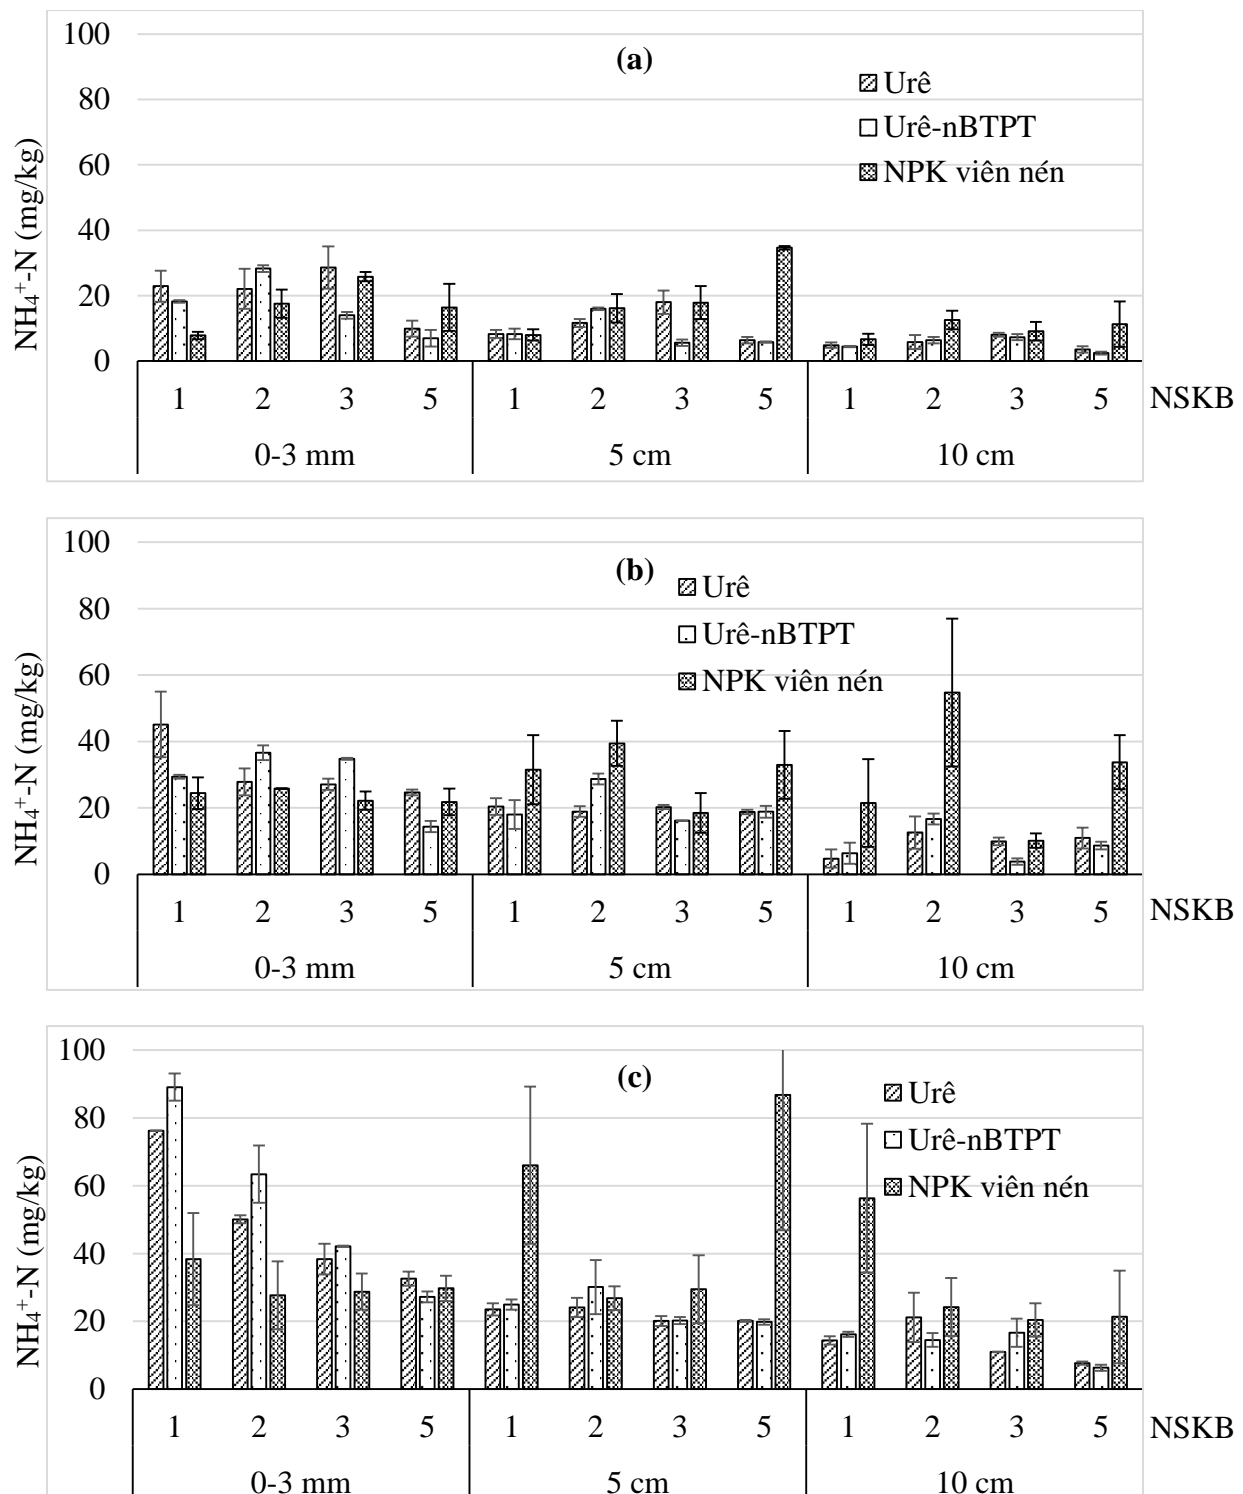 (a)
100
80
60
40
20
0
NH₄⁺-N (mg/kg)
Urê
Urê-nBTPT
NPK viên nén
1 2 3 5 1 2 3 5 1 2 3 5 NSKB
0-3 mm 5 cm 10 cm
(b)
100
80
60
40
20
0
NH₄⁺-N (mg/kg)
Urê
Urê-nBTPT
NPK viên nén
1 2 3 5 1 2 3 5 1 2 3 5 NSKB
0-3 mm 5 cm 10 cm
(c)
100
80
60
40
20
0
NH₄⁺-N (mg/kg)
Urê
Urê-nBTPT
NPK viên nén
1 2 3 5 1 2 3 5 1 2 3 5 NSKB
0-3 mm 5 cm 10 cm